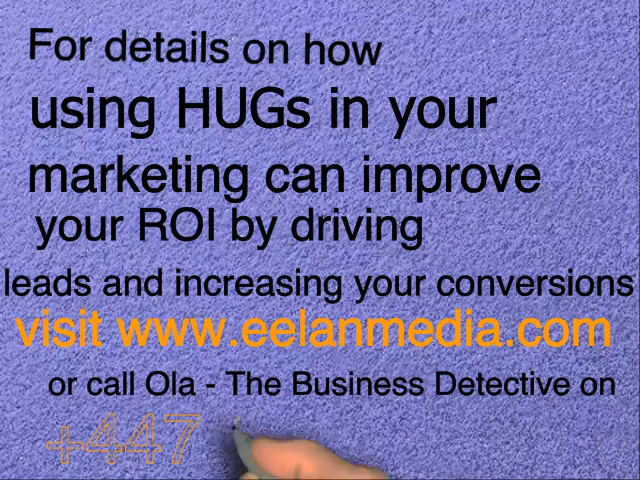 For details on how
using HUGs in your
marketing can improve
your ROI by driving
leads and increasing your conversions
visit www.eelanmedia.com
or call Ola - The Business Detective on
+447